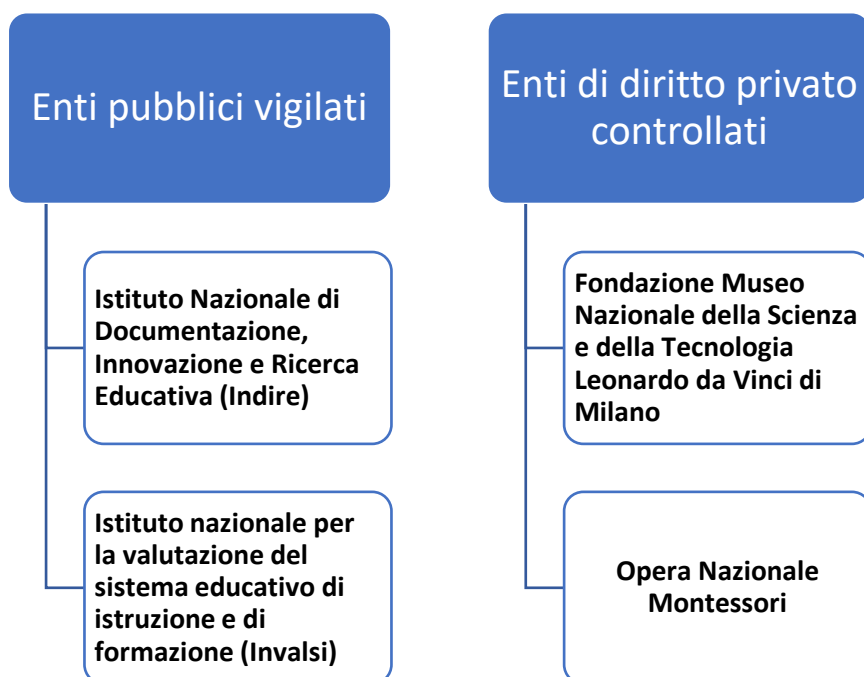 Enti pubblici vigilati
Istituto Nazionale di
Documentazione,
Innovazione e Ricerca
Educativa (Indire)
Istituto nazionale per
la valutazione del
sistema educativo di
istruzione e di
formazione (Invalsi)
Enti di diritto privato
controllati
Fondazione Museo
Nazionale della Scienza
e della Tecnologia
Leonardo da Vinci di
Milano
Opera Nazionale
Montessori